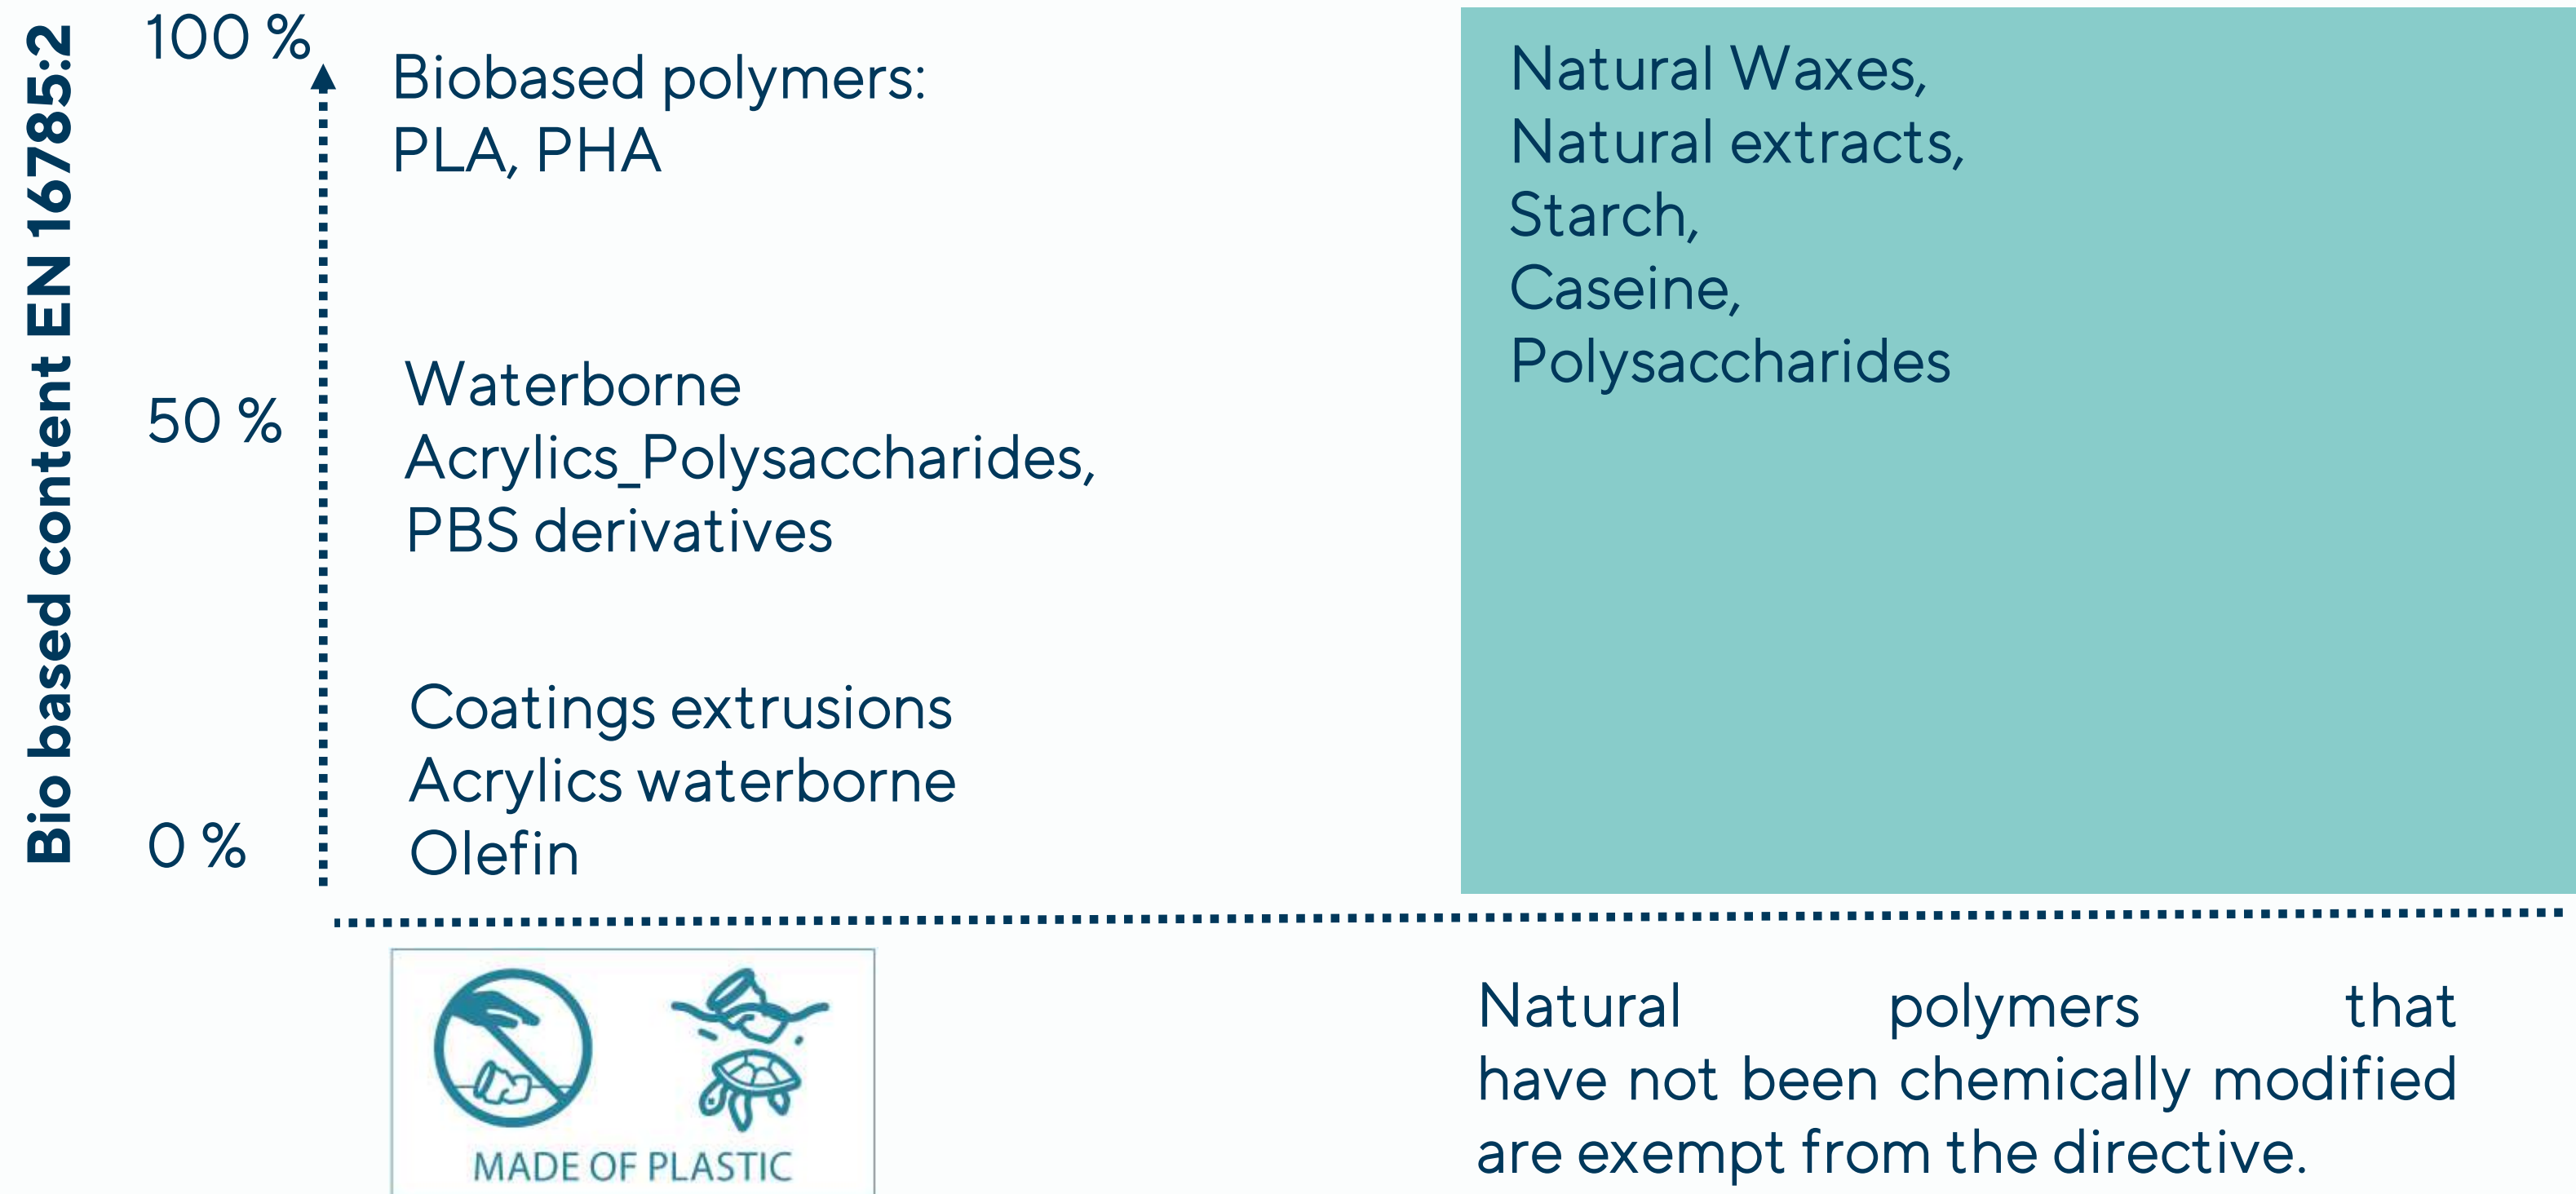 Bio based content EN 16785:2
100 %
50 %
0 %
Biobased polymers:
PLA, PHA
Waterborne
Acrylics_Polysaccharides,
PBS derivatives
Coatings extrusions
Acrylics waterborne
Olefin
Natural Waxes,
Natural extracts,
Starch,
Caseine,
Polysaccharides
MADE OF PLASTIC
Natural polymers that
have not been chemically modified
are exempt from the directive.